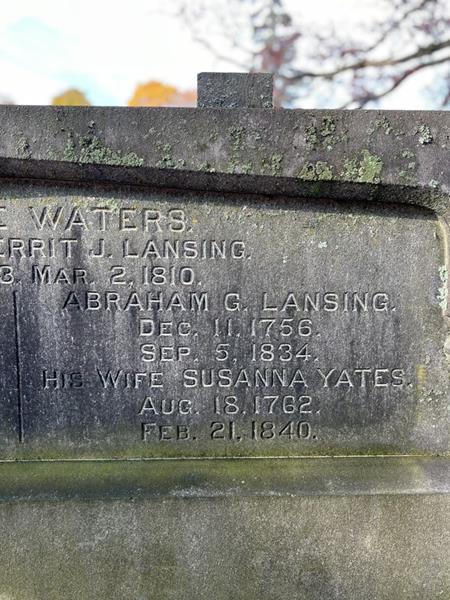 E WATERS.
ERRIT J. LANSING.
3. MAR. 2, 1810.
ABRAHAM G. LANSING.
DEC. 11, 1756.
SEP. 5, 1834.
HIS WIFE SUSANNA YATES.
AUG. 18, 1762.
FEB. 21, 1840.